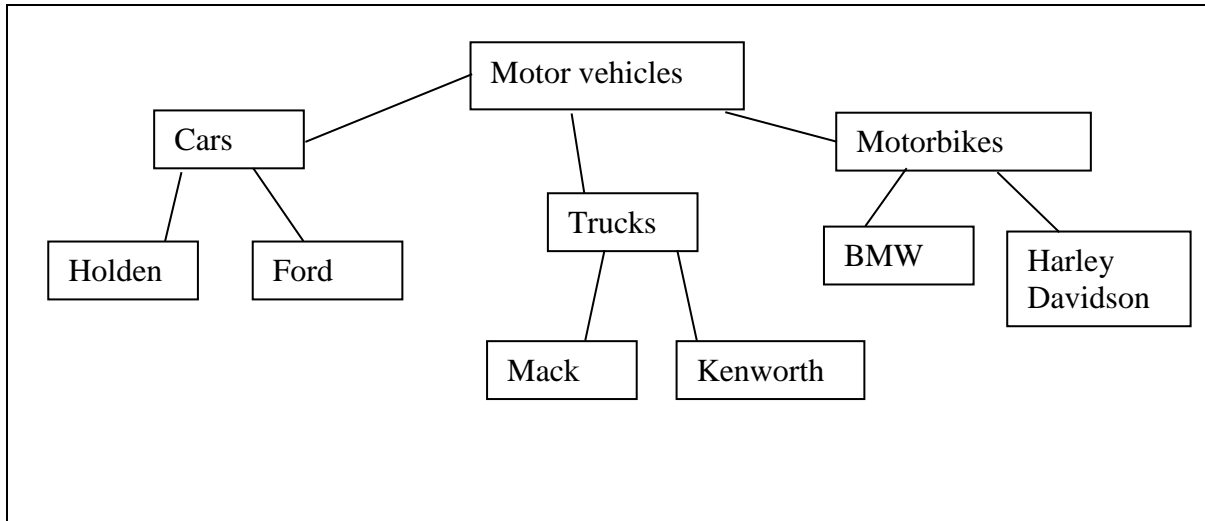 Motor vehicles
Cars
Motorbikes
Trucks
Holden
Ford
BMW
Harley
Davidson
Mack
Kenworth